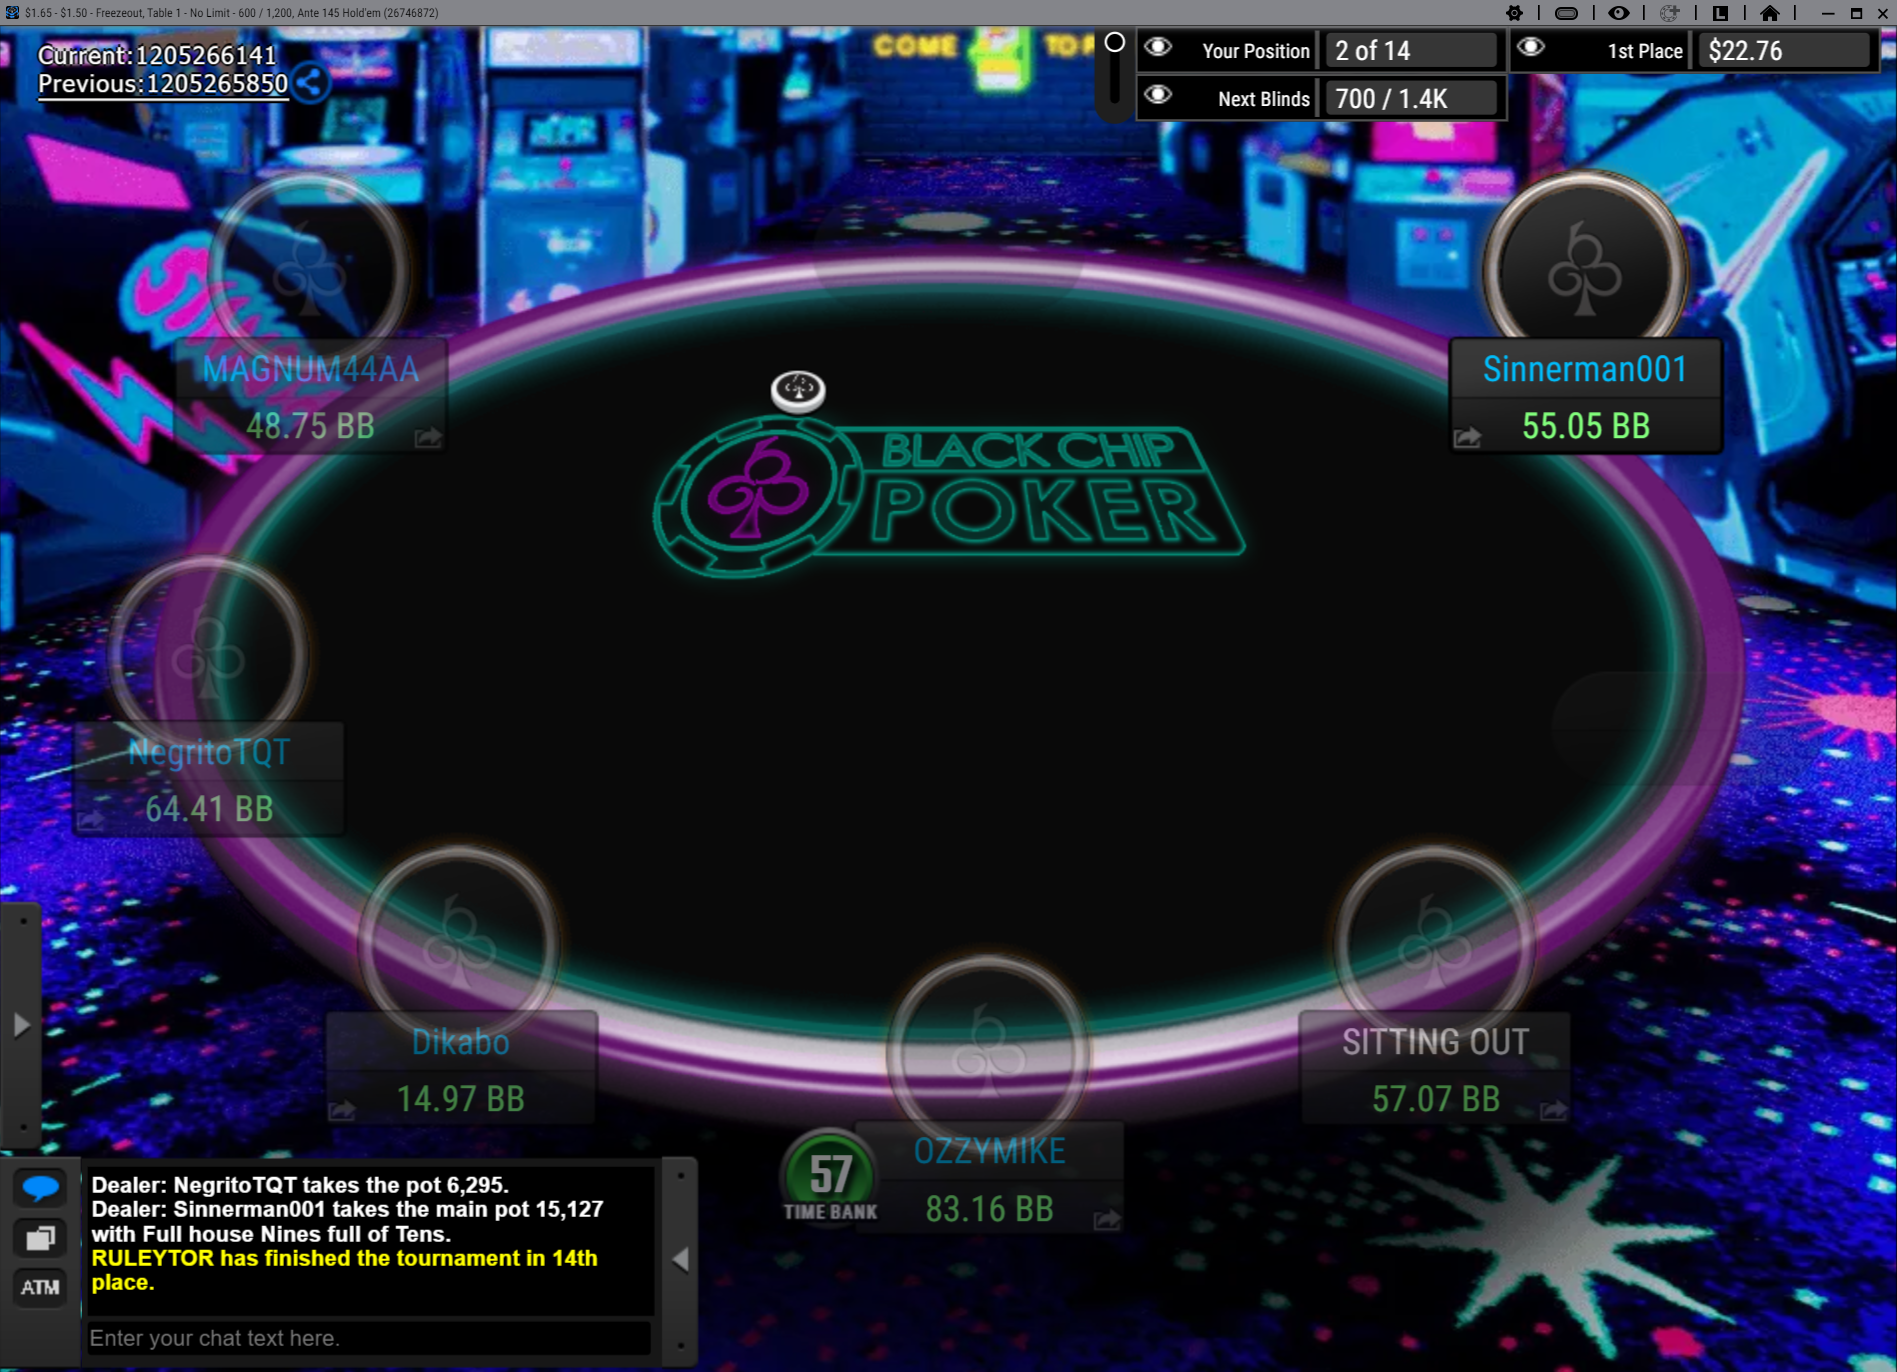 $1.65 - $1.50 - Freezeout, Table 1 - No Limit - 600 / 1,200, Ante 145 Hold'em (26746872)
Current:1205266141
Previous:1205265850
COME
Your Position
2 of 14
1st Place
$22.76
Next Blinds
700 / 1.4K
MAGNUM44AA
48.75 BB
Sinnerman001
55.05 BB
BLACK CHIP
POKER
NegritoTQT
64.41 BB
Dikabo
14.97 BB
SITTING OUT
57.07 BB
57
TIME BANK
OZZYMIKE
83.16 BB
Dealer: NegritoTQT takes the pot 6,295.
Dealer: Sinnerman001 takes the main pot 15,127
with Full house Nines full of Tens.
RULEYTOR has finished the tournament in 14th
place.
ATM
Enter your chat text here.